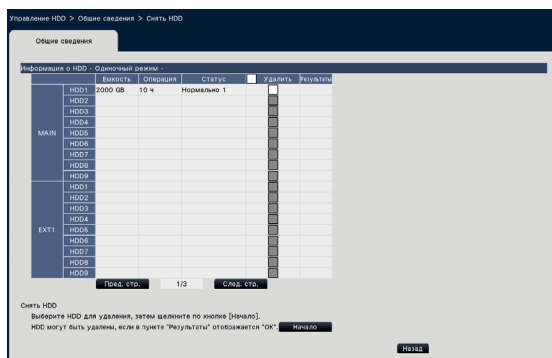 Управление HDD > Общие сведения > Снять HDD
Общие сведения
Информация о HDD - Одиночный режим -
Емкость Операция Статус Удалить Результаты
MAIN
HDD1 2000 GB 10 ч Нормально 1
HDD2
HDD3
HDD4
HDD5
HDD6
HDD7
HDD8
HDD9
EXT1
HDD1
HDD2
HDD3
HDD4
HDD5
HDD6
HDD7
HDD8
HDD9
Пред. стр. 1/3 След. стр.
Снять HDD
Выберите HDD для удаления, затем щелкните по кнопке [Начало].
HDD могут быть удалены, если в пункте "Результаты" отображается "OK". Начало
Назад